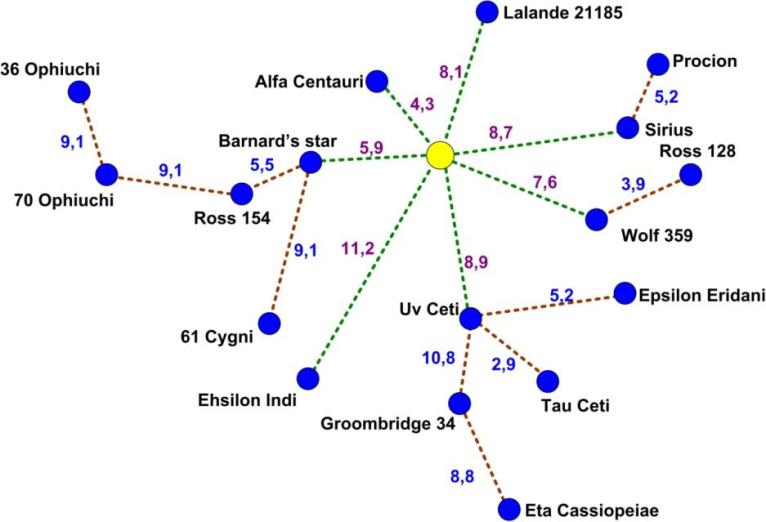 Lalande 21185
36 Ophiuchi
Alfa Centauri
8,1
Procion
4,3
5,2
9,1
Barnard's star
5,9
8,7
Sirius
Ross 128
9,1
5,5
7,6
3,9
70 Ophiuchi
Ross 154
Wolf 359
9,1
11,2
8,9
61 Cygni
Uv Ceti
5,2
Epsilon Eridani
10,8
2,9
Ehsilon Indi
Tau Ceti
Groombridge 34
8,8
Eta Cassiopeiae